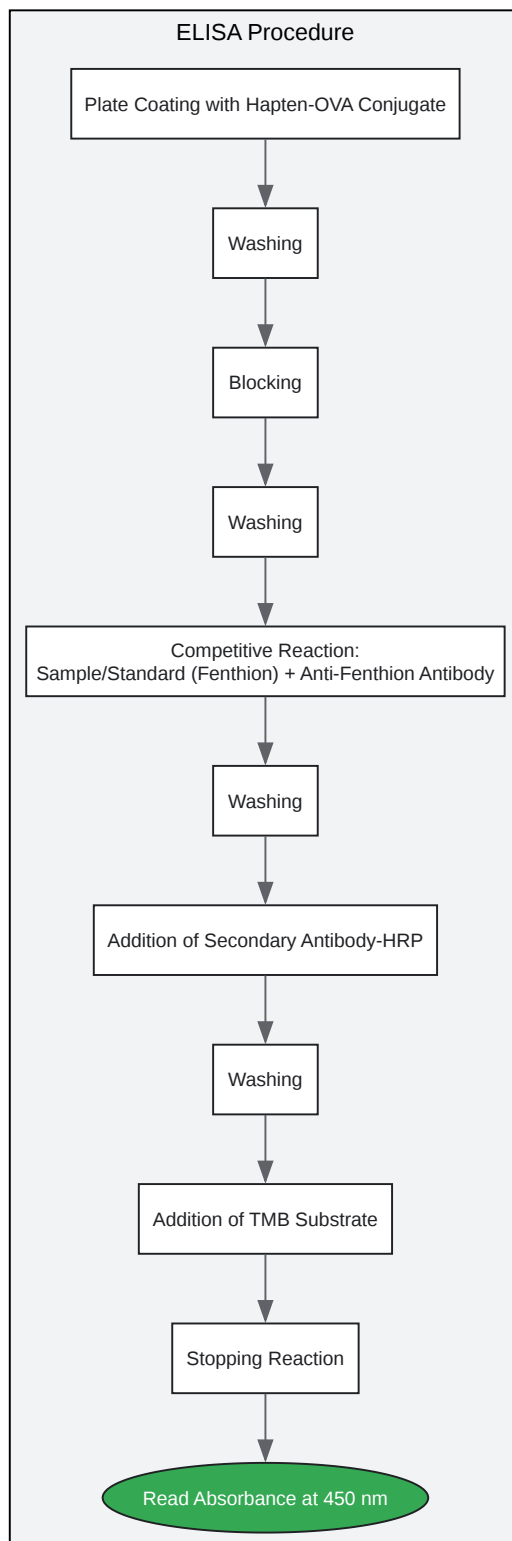 ELISA Procedure
Plate Coating with Hapten-OVA Conjugate
Washing
Blocking
Washing
Competitive Reaction:
Sample/Standard (Fenthion) + Anti-Fenthion Antibody
Washing
Addition of Secondary Antibody-HRP
Washing
Addition of TMB Substrate
Stopping Reaction
Read Absorbance at 450 nm